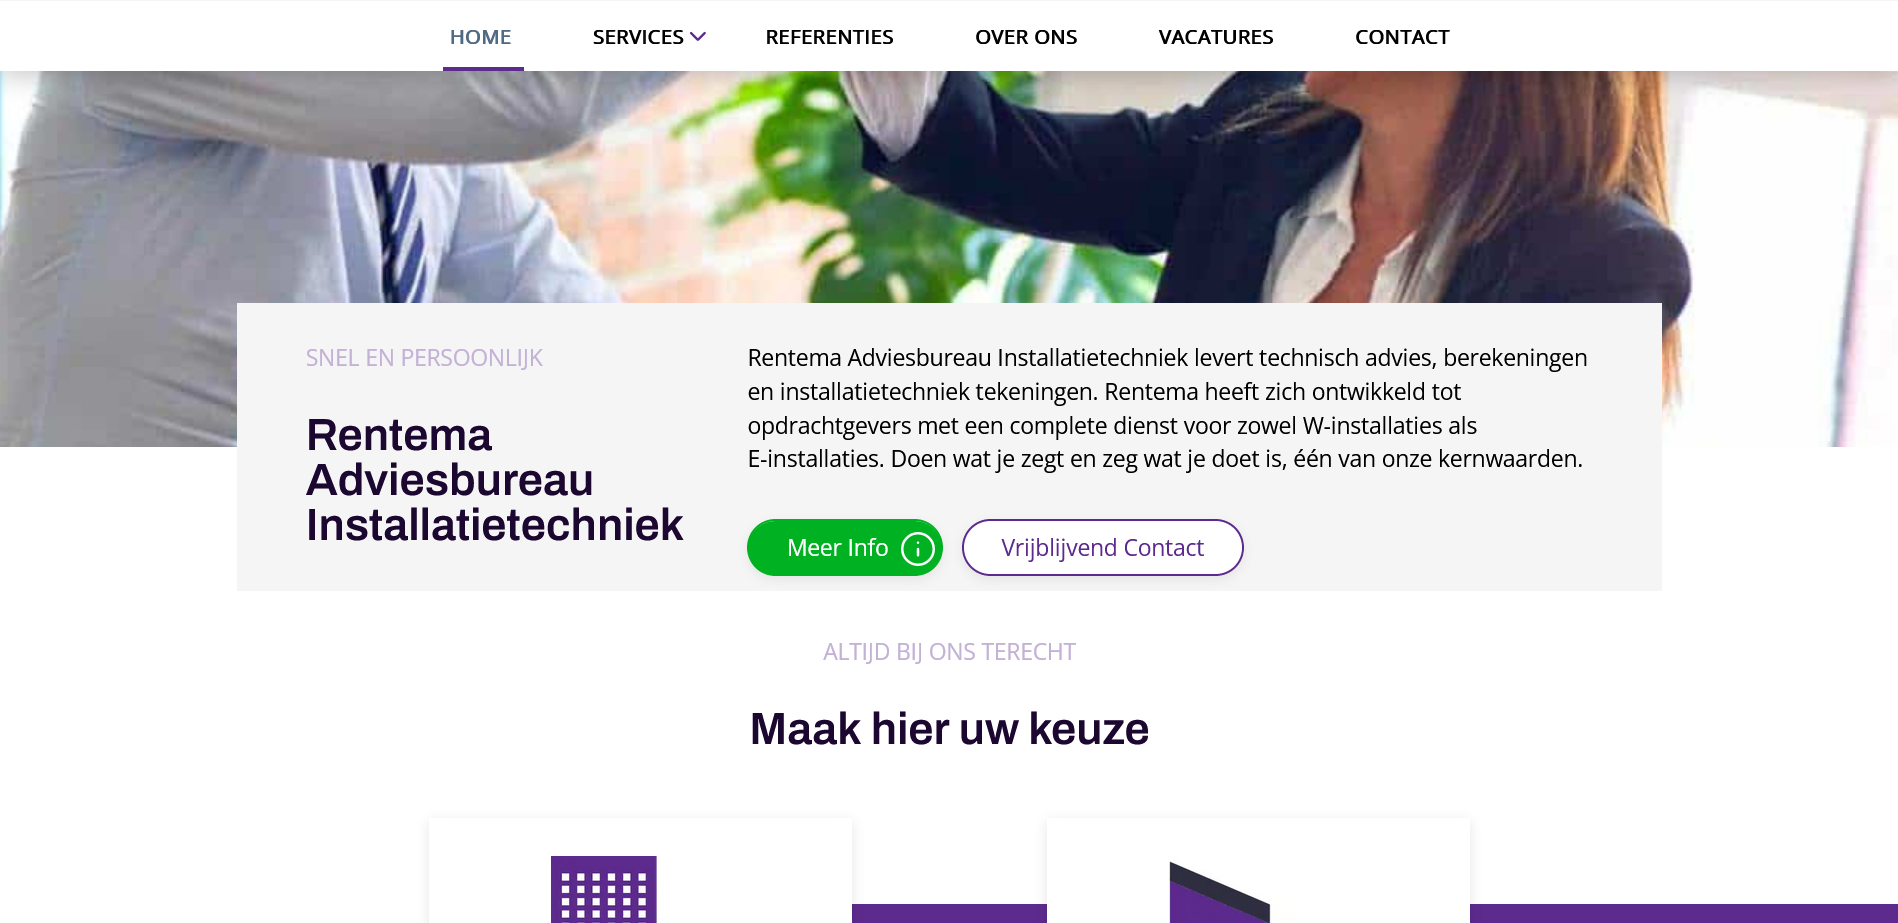 HOME
SERVICES
REFERENTIES
OVER ONS
VACATURES
CONTACT
SNEL EN PERSOONLIJK
Rentema
Adviesbureau
Installatietechniek
Rentema Adviesbureau Installatietechniek levert technisch advies, berekeningen
en installatietechniek tekeningen. Rentema heeft zich ontwikkeld tot
opdrachtgevers met een complete dienst voor zowel W-installaties als
E-installaties. Doen wat je zegt en zeg wat je doet is, één van onze kernwaarden.
Meer Info
Vrijblijvend Contact
ALTIJD BIJ ONS TERECHT
Maak hier uw keuze